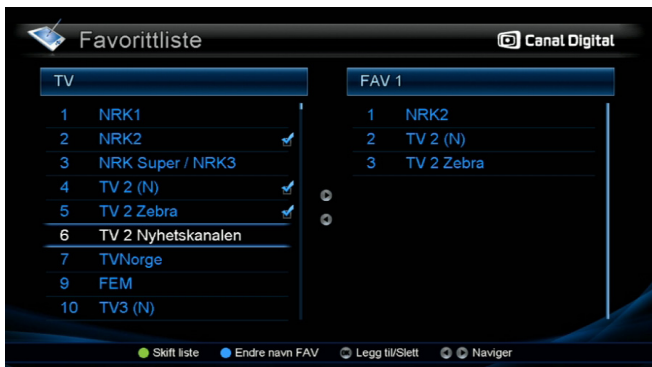 Favorittliste
Canal Digital
TV
1 NRK1
2 NRK2
3 NRK Super / NRK3
4 TV 2 (N)
5 TV 2 Zebra
6 TV 2 Nyhetskanalen
7 TVNorge
9 FEM
10 TV3 (N)
FAV 1
1 NRK2
2 TV 2 (N)
3 TV 2 Zebra
Skift liste Endre navn FAV Legg til/Slett Naviger